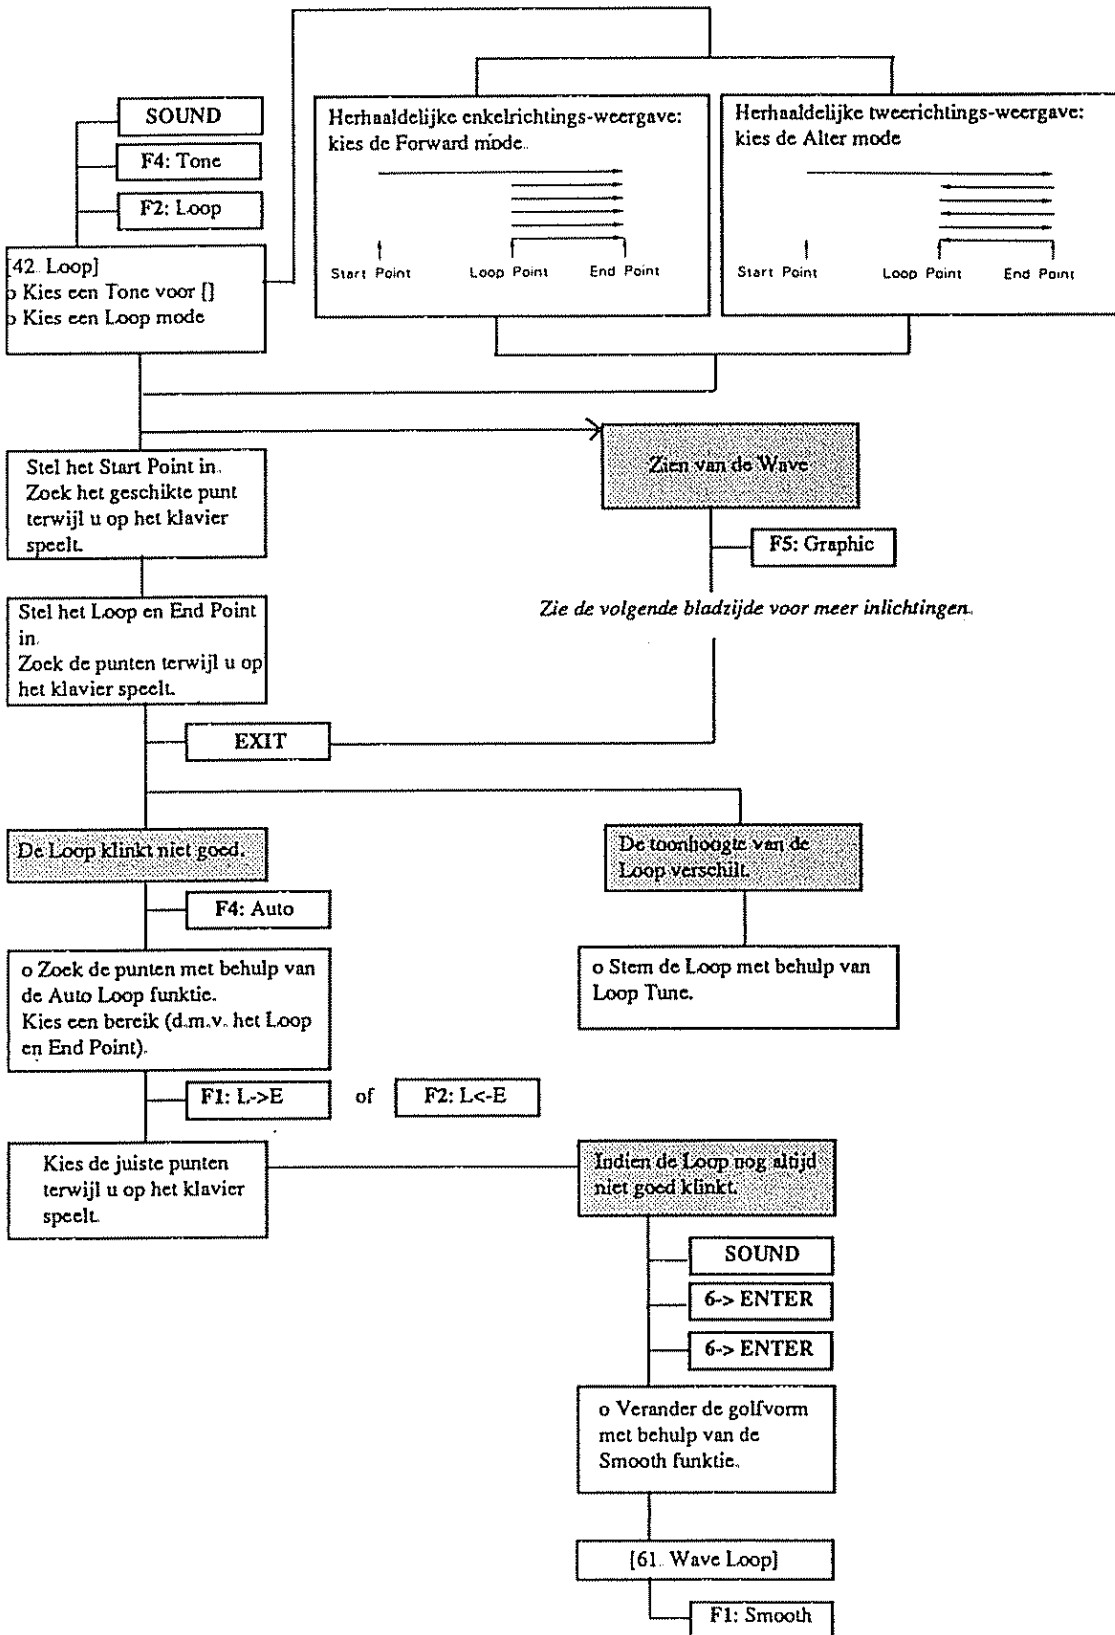 SOUND
F4: Tone
F2: Loop
[42. Loop]
o Kies een Tone voor []
o Kies een Loop mode
Herhaaldelijke enkelrichtings-weergave:
kies de Forward mode.
Start Point Loop Point End Point
Herhaaldelijke tweerichtings-weergave:
kies de Alter mode
Start Point Loop Point End Point
Stel het Start Point in.
Zoek het geschikte punt
terwijl u op het klavier
speelt.
Zien van de Wave
F5: Graphic
Zie de volgende bladzijde voor meer inlichtingen.
Stel het Loop en End Point
in.
Zoek de punten terwijl u op
het klavier speelt.
EXIT
De Loop klinkt niet goed.
F4: Auto
o Zoek de punten met behulp van
de Auto Loop funktie.
Kies een bereik (d.m.v. het Loop
en End Point).
De toonhoogte van de
Loop verschilt.
o Stem de Loop met behulp van
Loop Tune.
F1: L->E of F2: L<-E
Kies de juiste punten
terwijl u op het klavier
speelt.
Indien de Loop nog altijd
niet goed klinkt.
SOUND
6-> ENTER
6-> ENTER
o Verander de golfvorm
met behulp van de
Smooth funktie.
[61. Wave Loop]
F1: Smooth